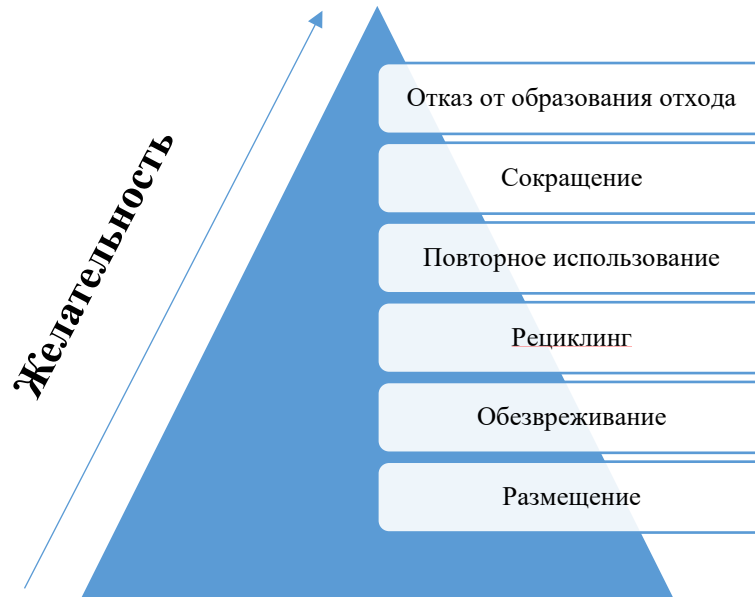 Желательность
Отказ от образования отхода
Сокращение
Повторное использование
Рециклинг
Обезвреживание
Размещение